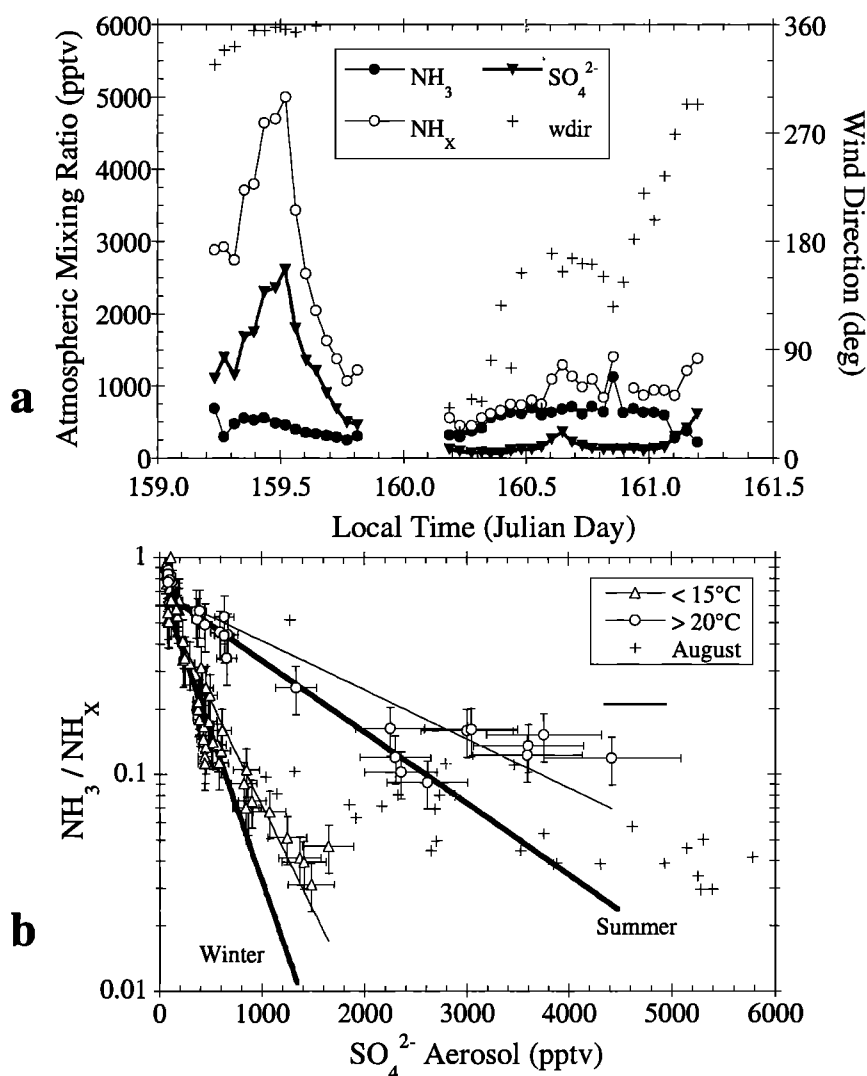 6000
5000
4000
3000
2000
1000
0
Atmospheric Mixing Ratio (pptv)
NH₃
SO₄²⁻
NHₓ
wdir
360
270
180
90
0
Wind Direction (deg)
a
159.0
159.5
160.0
160.5
161.0
161.5
Local Time (Julian Day)
1
0.1
0.01
NH₃ / NHₓ
< 15°C
> 20°C
August
Winter
Summer
b
0
1000
2000
3000
4000
5000
6000
SO₄²⁻ Aerosol (pptv)